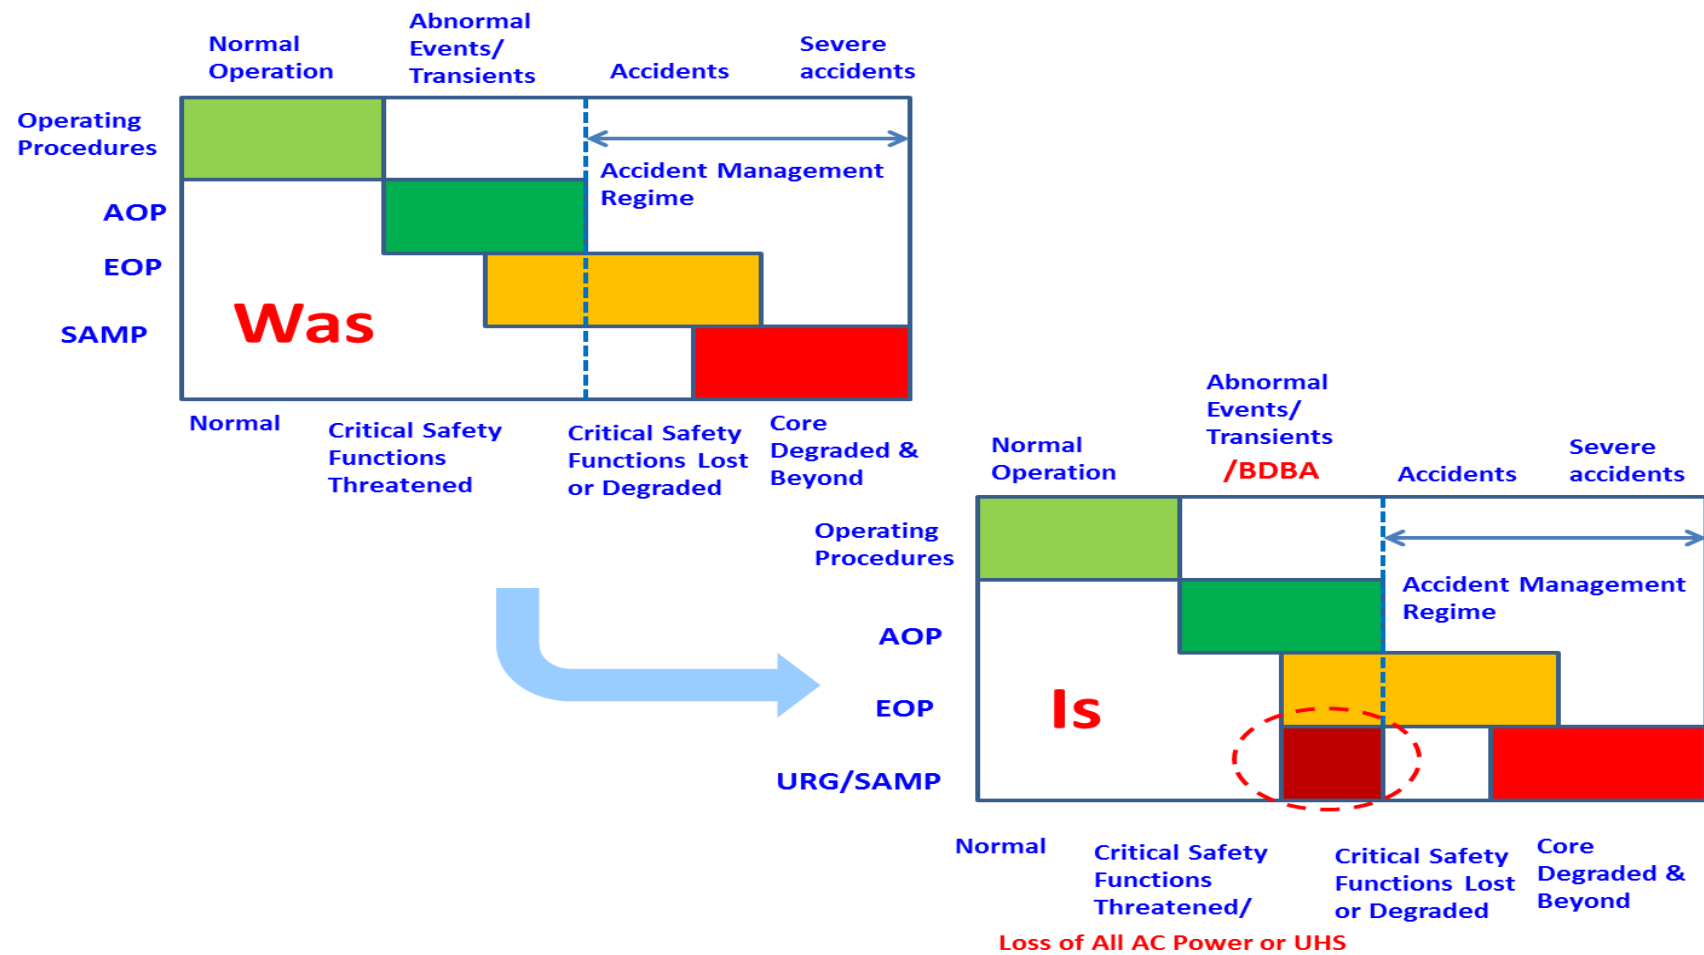 Normal
Operation
Abnormal
Events/
Transients
Accidents
Severe
accidents
Operating
Procedures
Accident Management
Regime
AOP
EOP
SAMP
Was
Normal
Critical Safety
Functions
Threatened
Critical Safety
Functions Lost
or Degraded
Core
Degraded &
Beyond
Normal
Operation
Abnormal
Events/
Transients
/BDBA
Accidents
Severe
accidents
Operating
Procedures
Accident Management
Regime
AOP
EOP
URG/SAMP
Is
Normal
Critical Safety
Functions
Threatened/
Loss of All AC Power or UHS
Critical Safety
Functions Lost
or Degraded
Core
Degraded &
Beyond